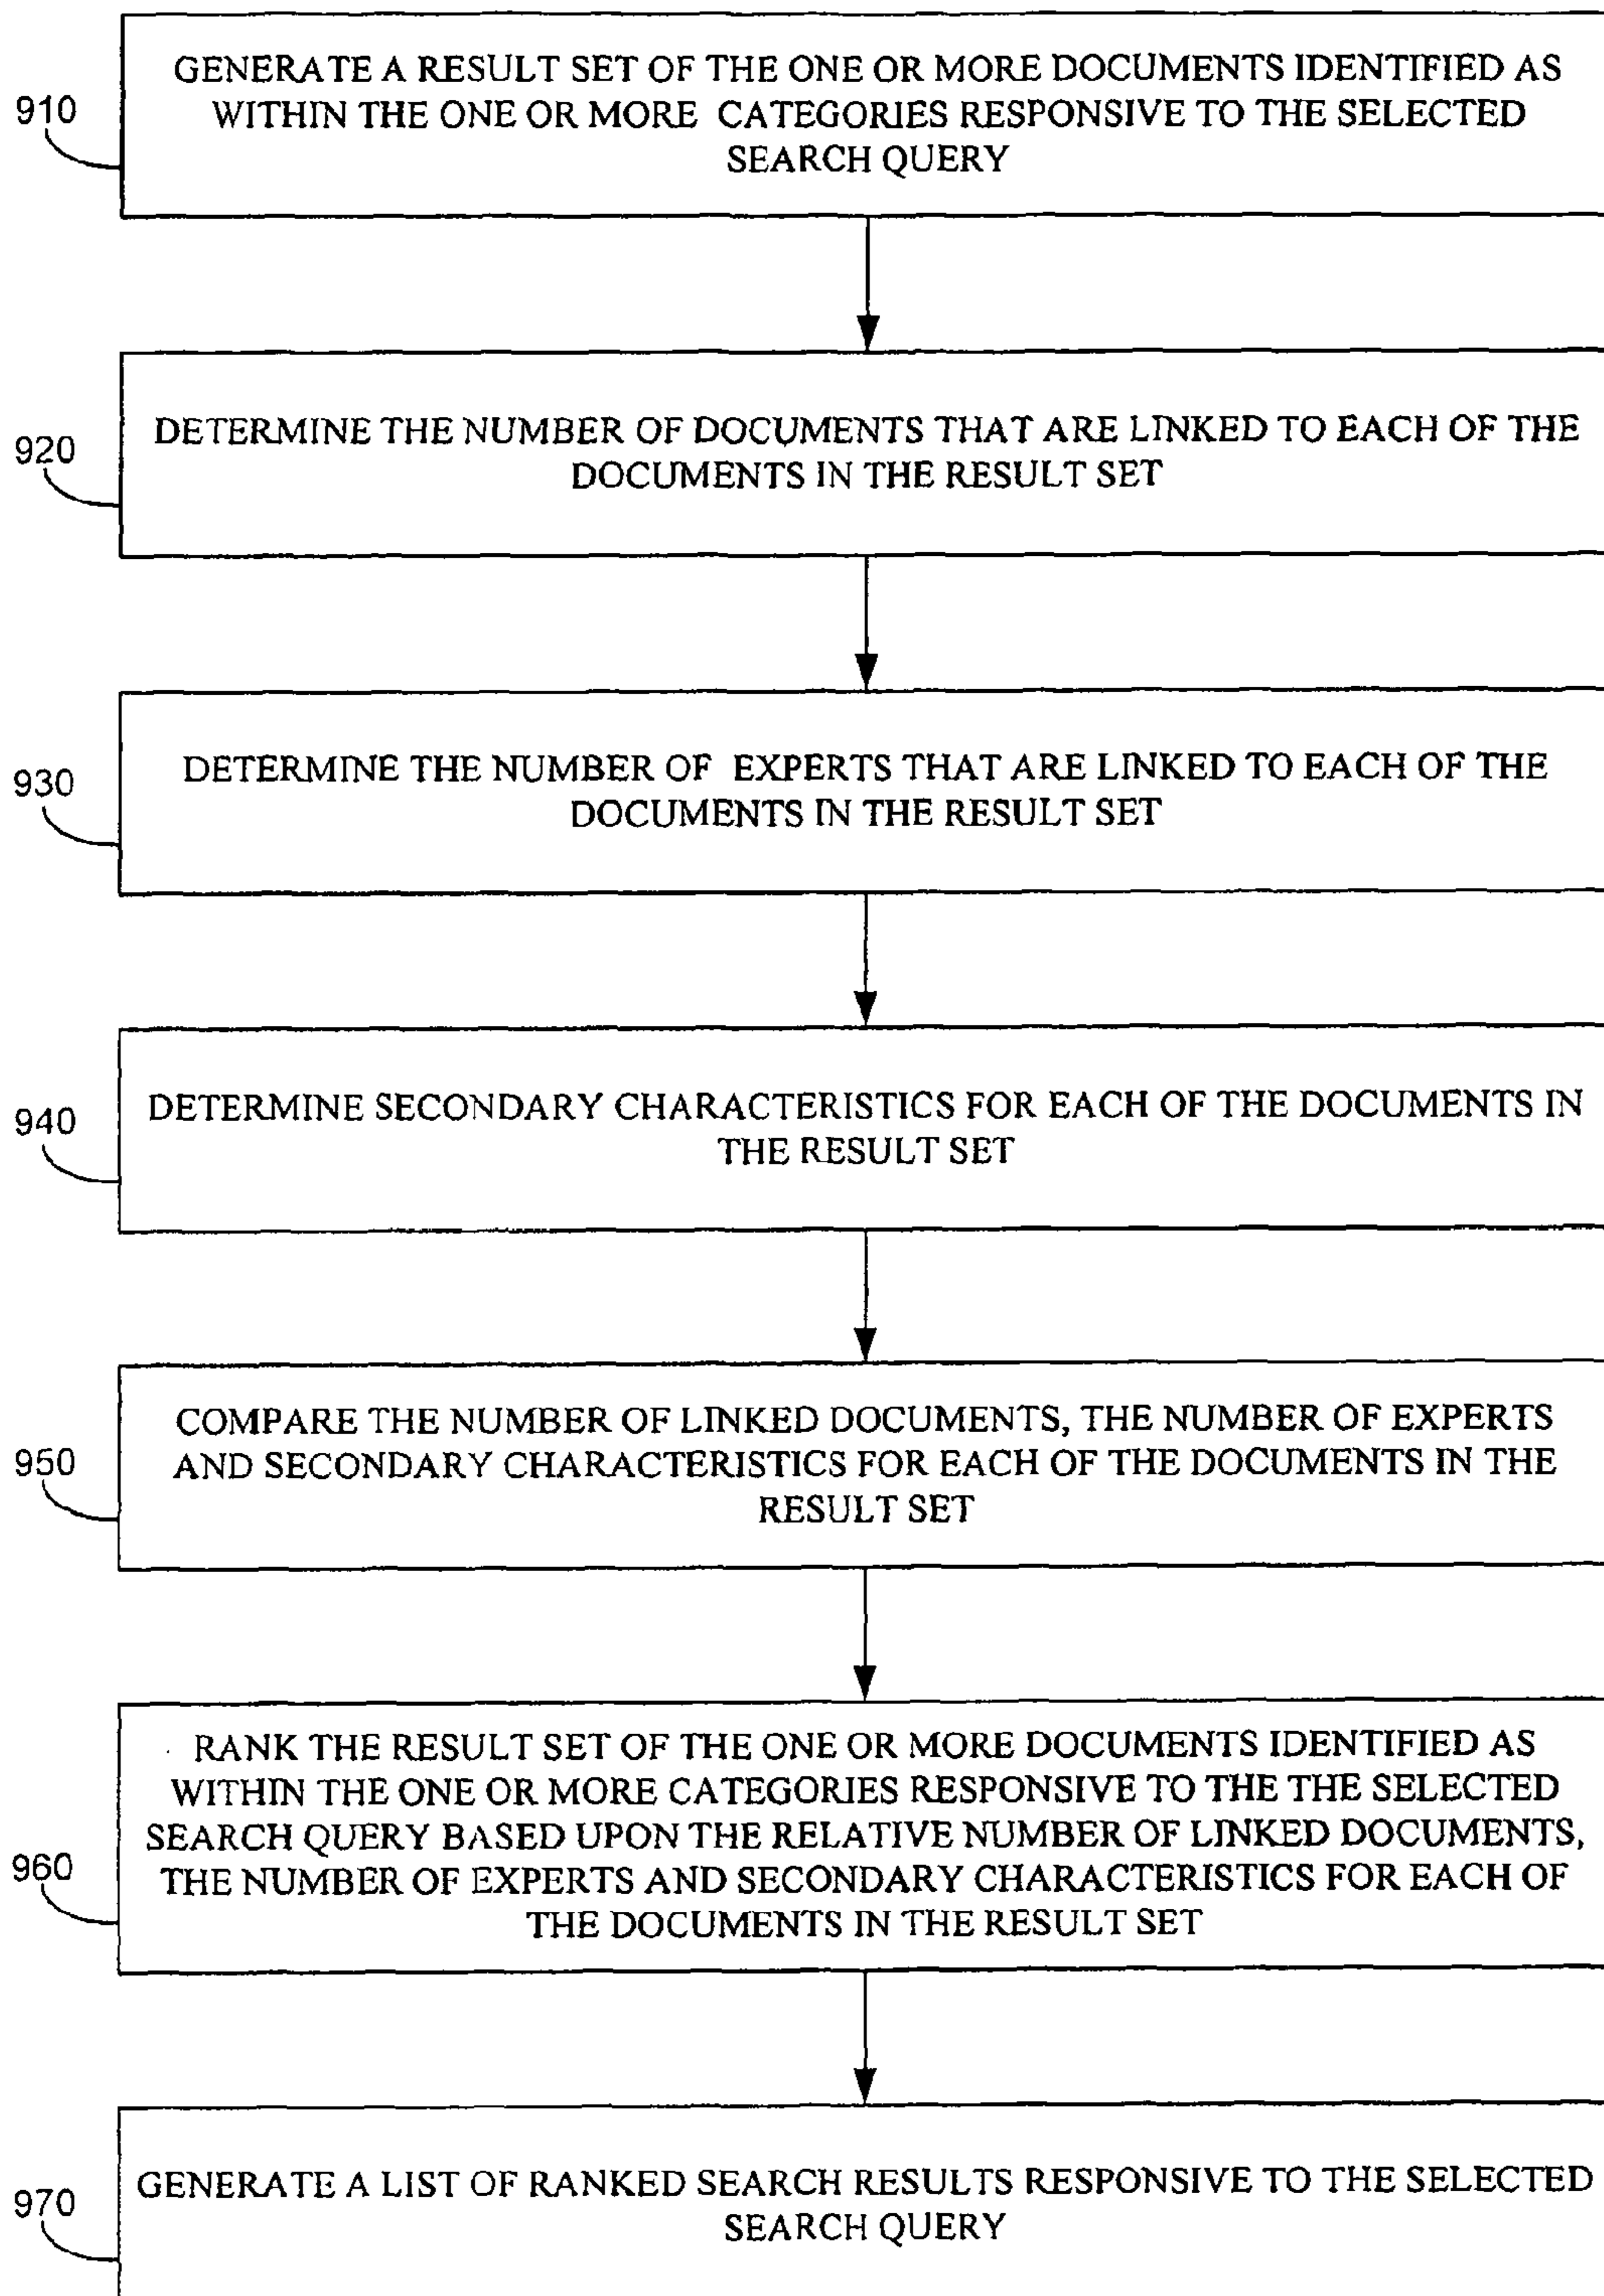 GENERATE A RESULT SET OF THE ONE OR MORE DOCUMENTS IDENTIFIED AS
910
WITHIN THE ONE OR MORE CATEGORIES RESPONSIVE TO THE SELECTED
SEARCH QUERY
DETERMINE THE NUMBER OF DOCUMENTS THAT ARE LINKED TO EACH OF THE
920
DOCUMENTS IN THE RESULT SET
DETERMINE THE NUMBER OF EXPERTS THAT ARE LINKED TO EACH OF THE
930
DOCUMENTS IN THE RESULT SET
DETERMINE SECONDARY CHARACTERISTICS FOR EACH OF THE DOCUMENTS IN
940
THE RESULT SET
COMPARE THE NUMBER OF LINKED DOCUMENTS, THE NUMBER OF EXPERTS
950
AND SECONDARY CHARACTERISTICS FOR EACH OF THE DOCUMENTS IN THE
RESULT SET
RANK THE RESULT SET OF THE ONE OR MORE DOCUMENTS IDENTIFIED AS
WITHIN THE ONE OR MORE CATEGORIES RESPONSIVE TO THE THE SELECTED
SEARCH QUERY BASED UPON THE RELATIVE NUMBER OF LINKED DOCUMENTS,
960
THE NUMBER OF EXPERTS AND SECONDARY CHARACTERISTICS FOR EACH OF
THE DOCUMENTS IN THE RESULT SET
GENERATE A LIST OF RANKED SEARCH RESULTS RESPONSIVE TO THE SELECTED
970
SEARCH QUERY